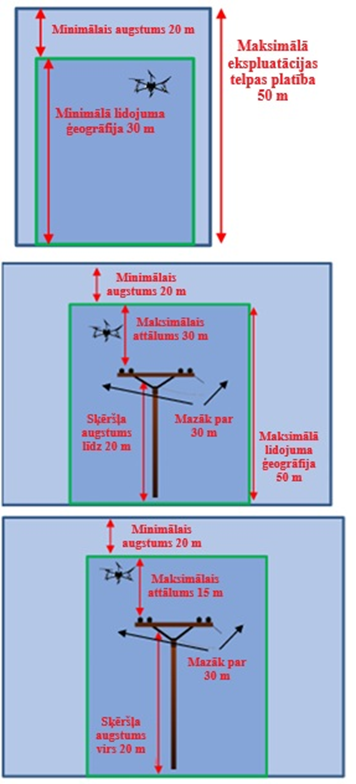 Minimālais augstums 20 m
Maksimālā
ekspluatācijas
telpas platība
50 m
Minimālā lidojuma
ģeogrāfija 30 m
Minimālais
augstums 20 m
Maksimālais
attālums 30 m
Šķēršļa
augstums
līdz 20 m
Mazāk par
30 m
Maksimālā
lidojuma
ģeogrāfija
50 m
Minimālais
augstums 20 m
Maksimālais
attālums 15 m
Mazāk par
30 m
Šķēršļa
augstums
virs 20 m